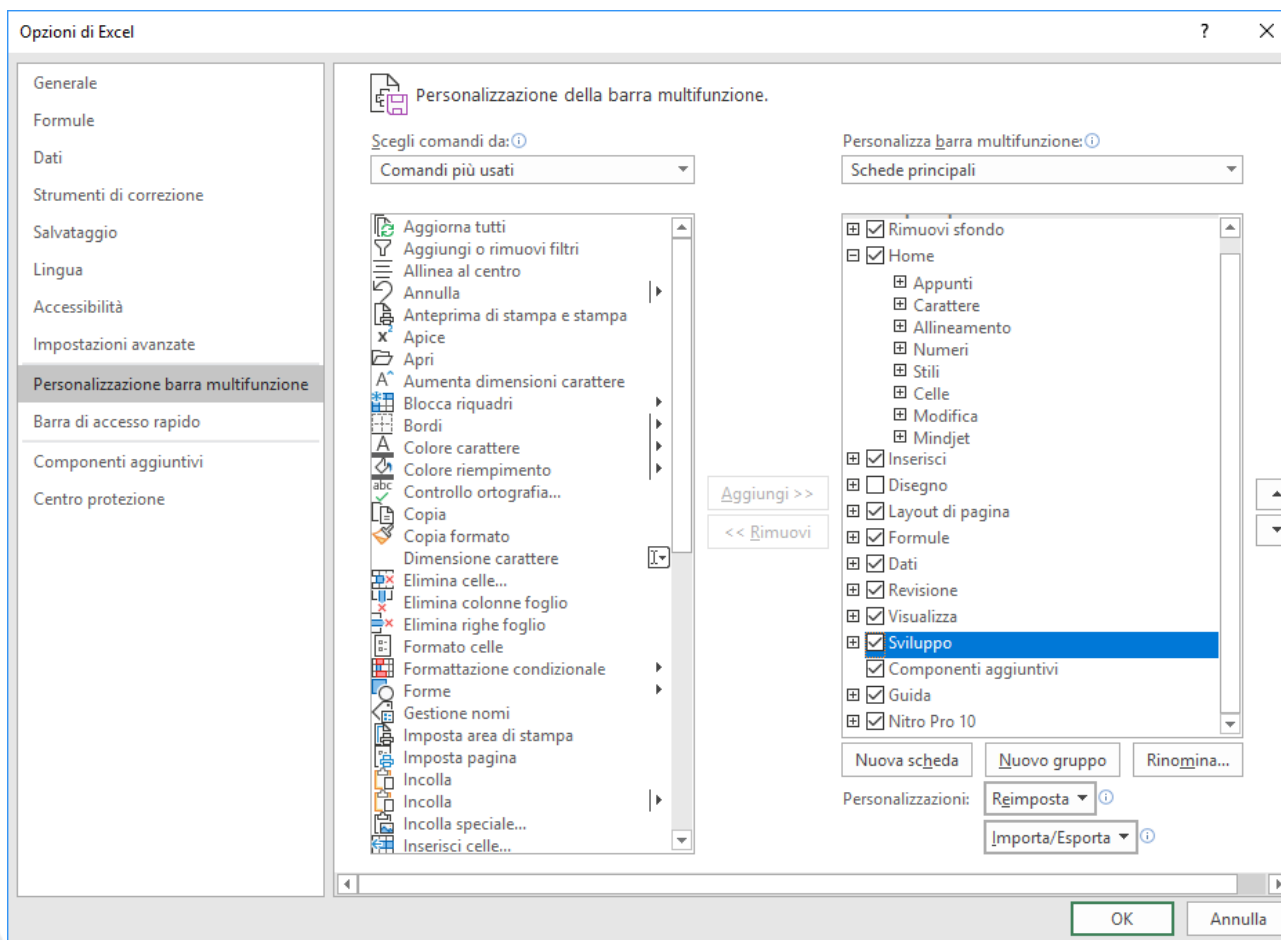 Opzioni di Excel
?
Generale
Formule
Dati
Strumenti di correzione
Salvataggio
Lingua
Accessibilità
Impostazioni avanzate
Personalizzazione barra multifunzione
Barra di accesso rapido
Componenti aggiuntivi
Centro protezione
Personalizzazione della barra multifunzione.
Scegli comandi da:
Comandi più usati
Aggiorna tutti
Aggiungi o rimuovi filtri
Allinea al centro
Annulla
Anteprima di stampa e stampa
Apice
Apri
Aumenta dimensioni carattere
Blocca riquadri
Bordi
Colore carattere
Colore riempimento
Controllo ortografia...
Copia
Copia formato
Dimensione carattere
Elimina celle...
Elimina colonne foglio
Elimina righe foglio
Formato celle
Formattazione condizionale
Forme
Gestione nomi
Imposta area di stampa
Imposta pagina
Incolla
Incolla
Incolla speciale...
Inserisci celle...
Aggiungi >>
<< Rimuovi
Personalizza barra multifunzione:
Schede principali
Rimuovi sfondo
Home
Appunti
Carattere
Allineamento
Numeri
Stili
Celle
Modifica
Mindjet
Inserisci
Disegno
Layout di pagina
Formule
Dati
Revisione
Visualizza
Sviluppo
Componenti aggiuntivi
Guida
Nitro Pro 10
Nuova scheda
Nuovo gruppo
Rinomina...
Personalizzazioni:
Reimposta
Importa/Esporta
OK
Annulla